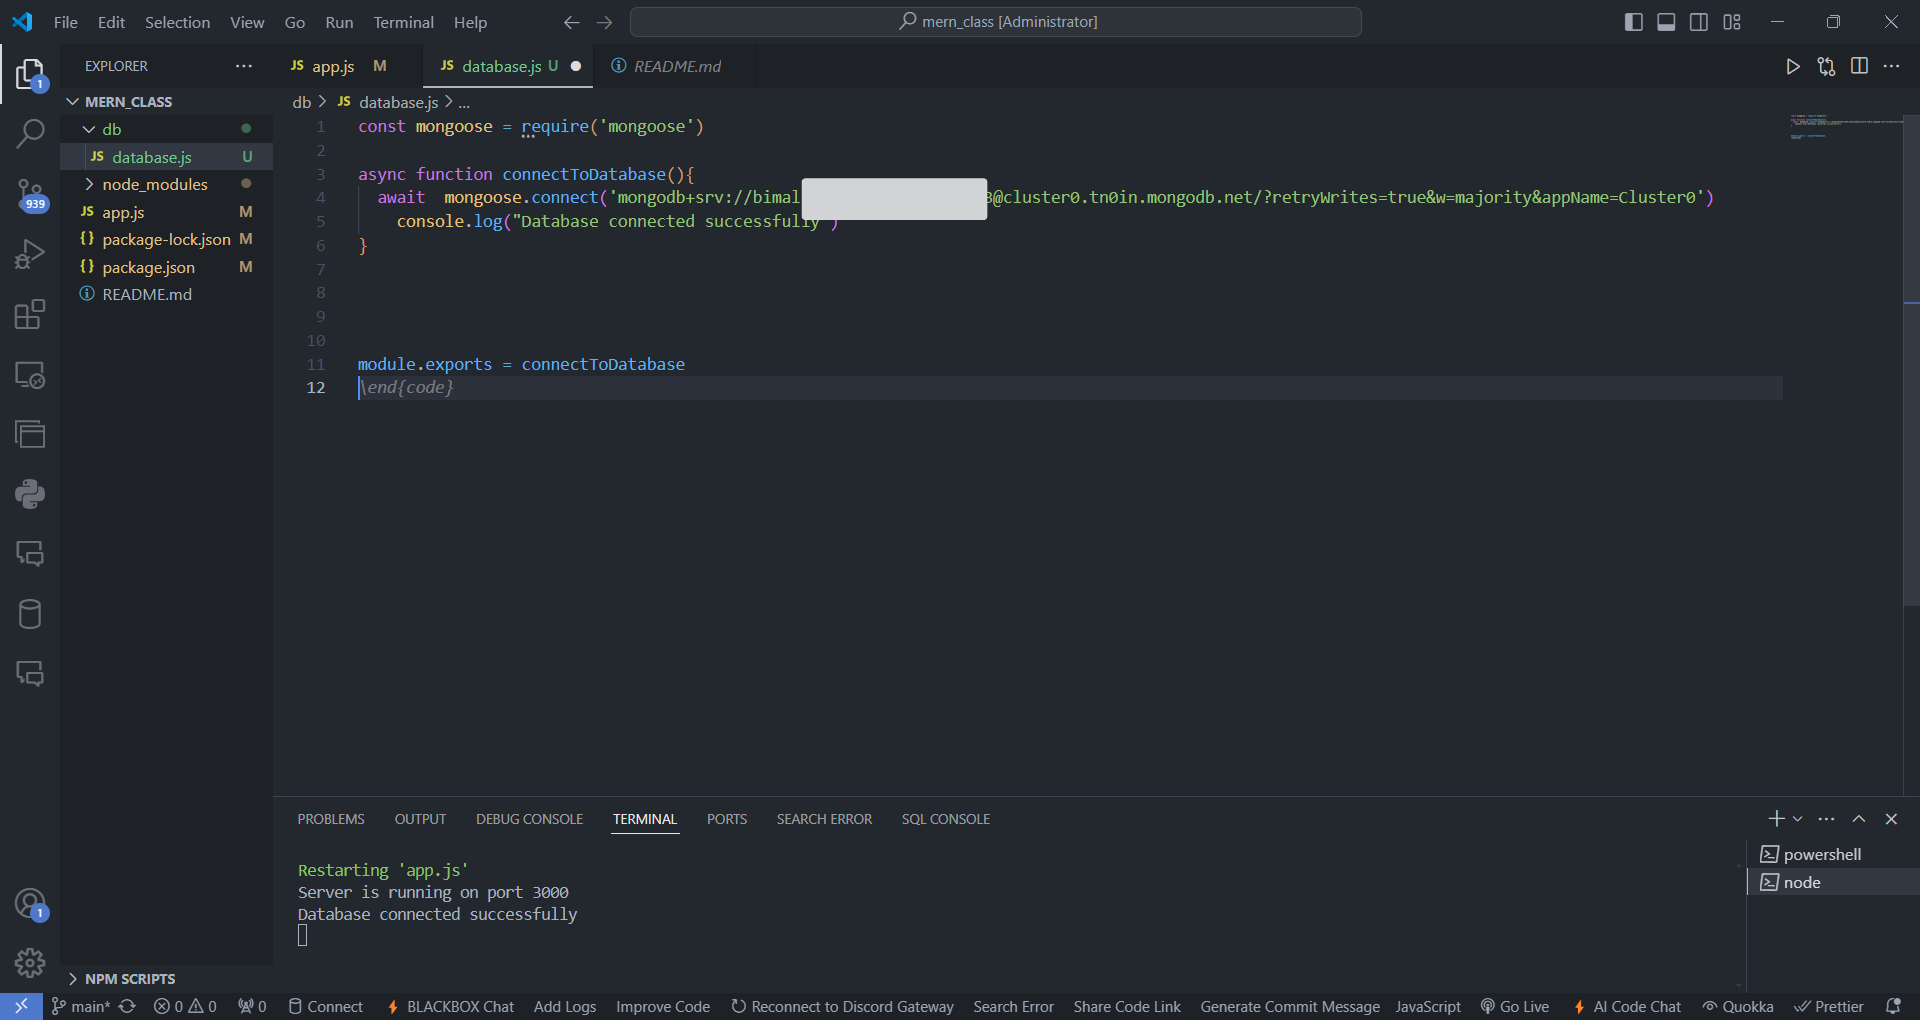 File Edit Selection View Go Run Terminal Help
mern_class [Administrator]
EXPLORER
1
MERN_CLASS
db
JS database.js U
node_modules
JS app.js M
{} package-lock.json M
{} package.json M
README.md
939
1
NPM SCRIPTS
JS app.js M
JS database.js U
README.md
db > JS database.js > ...
1 const mongoose = require('mongoose')
2
3 async function connectToDatabase(){
4 await mongoose.connect('mongodb+srv://bimal 3@cluster0.tn0in.mongodb.net/?retryWrites=true&w=majority&appName=Cluster0')
5 console.log("Database connected successfully")
6 }
7
8
9
10
11 module.exports = connectToDatabase
12 \end{code}
PROBLEMS OUTPUT DEBUG CONSOLE TERMINAL PORTS SEARCH ERROR SQL CONSOLE
Restarting 'app.js'
Server is running on port 3000
Database connected successfully
powershell
node
main* 0 0 0 Connect BLACKBOX Chat Add Logs Improve Code Reconnect to Discord Gateway Search Error Share Code Link Generate Commit Message JavaScript Go Live AI Code Chat Quokka Prettier